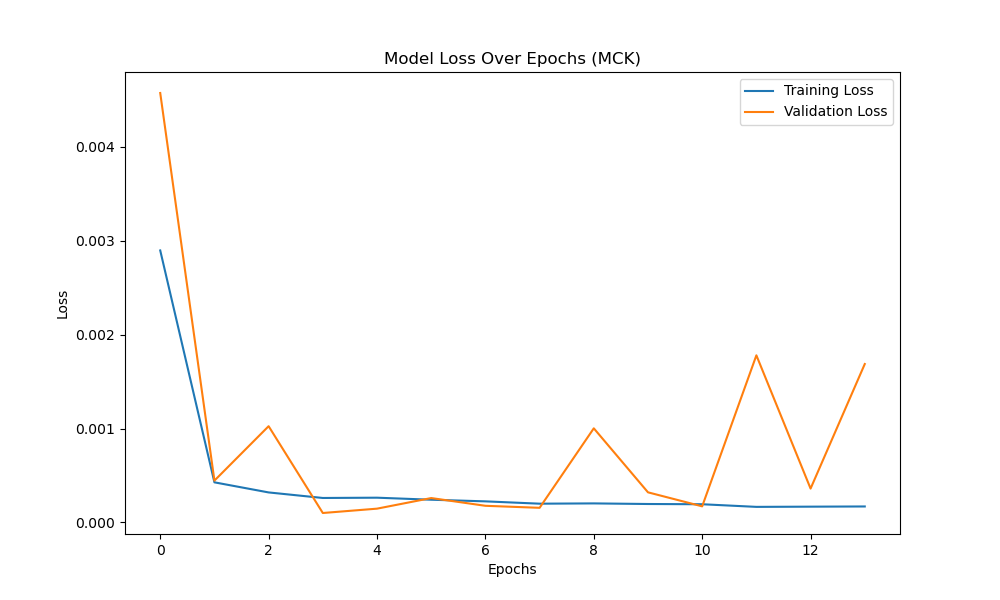 Model Loss Over Epochs (MCK)
Training Loss
Validation Loss
0.004
0.003
0.002
0.001
0.000
Loss
0 2 4 6 8 10 12
Epochs